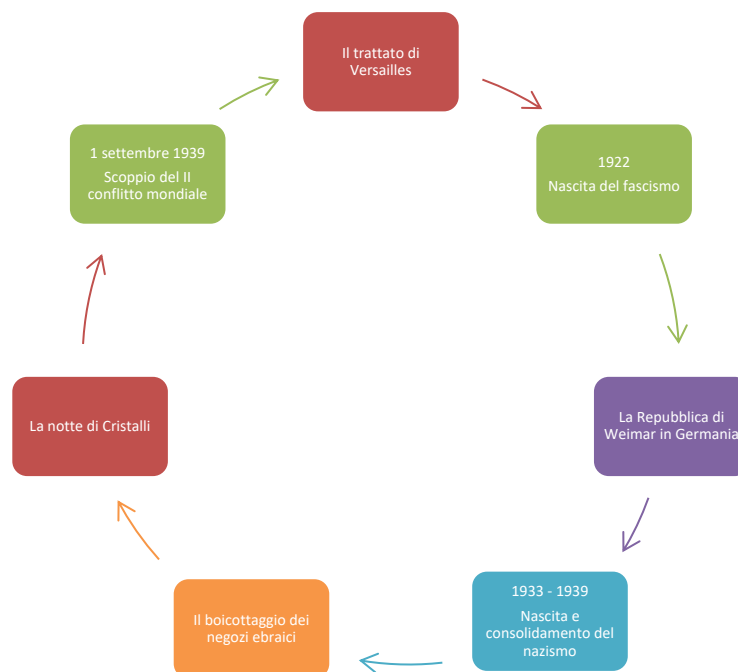 Il trattato di
Versailles
1922
Nascita del fascismo
La Repubblica di
Weimar in Germania
1933 - 1939
Nascita e
consolidamento del
nazismo
Il boicottaggio dei
negozi ebraici
La notte di Cristalli
1 settembre 1939
Scoppio del II
conflitto mondiale